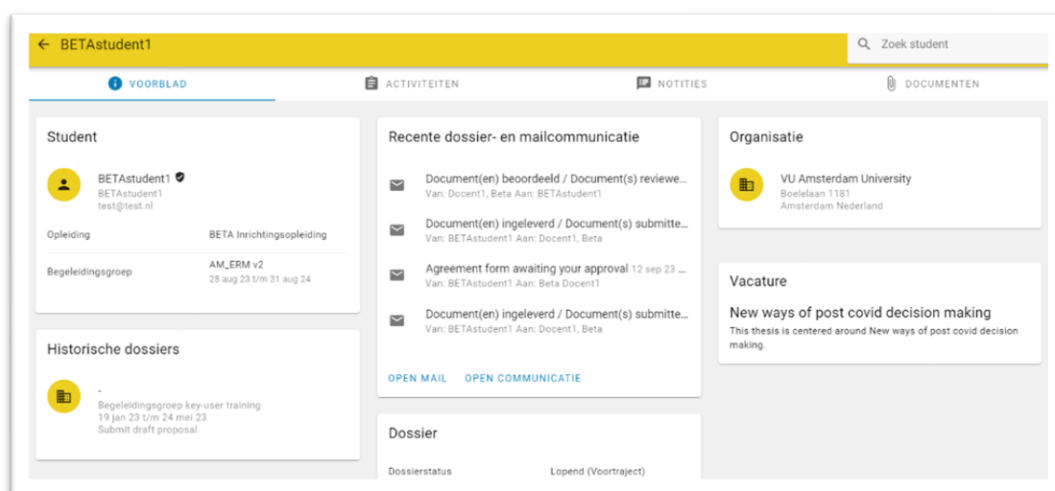 BETAstudent1
Zoek student
VOORBLAD
ACTIVITEITEN
NOTITIES
DOCUMENTEN
Student
BETAstudent1
BETAstudent1
test@test.nl
Opleiding BETA Inrichtingsopleiding
Begeleidingsgroep AM_ERM v2
28 aug 23 t/m 31 aug 24
Historische dossiers
-
Begeleidingsgroep key-user training
19 jan 23 t/m 24 mei 23
Submit draft proposal
Recente dossier- en mailcommunicatie
Document(en) beoordeeld / Document(s) reviewe...
Van: Docent1, Beta Aan: BETAstudent1
Document(en) ingeleverd / Document(s) submitte...
Van: BETAstudent1 Aan: Docent1, Beta
Agreement form awaiting your approval 12 sep 23 ...
Van: BETAstudent1 Aan: Beta Docent1
Document(en) ingeleverd / Document(s) submitte...
Van: BETAstudent1 Aan: Docent1, Beta
OPEN MAIL OPEN COMMUNICATIE
Dossier
Dossierstatus Lopend (Voortraject)
Organisatie
VU Amsterdam University
Boelelaan 1181
Amsterdam Nederland
Vacature
New ways of post covid decision making
This thesis is centered around New ways of post covid decision
making.